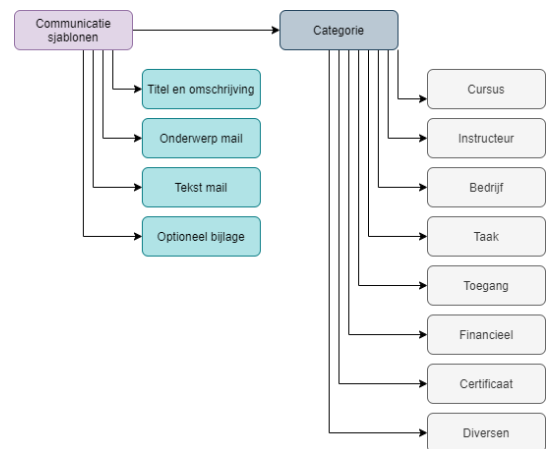 Communicatie
sjablonen
Categorie
Titel en omschrijving
Onderwerp mail
Tekst mail
Optioneel bijlage
Cursus
Instructeur
Bedrijf
Taak
Toegang
Financieel
Certificaat
Diversen